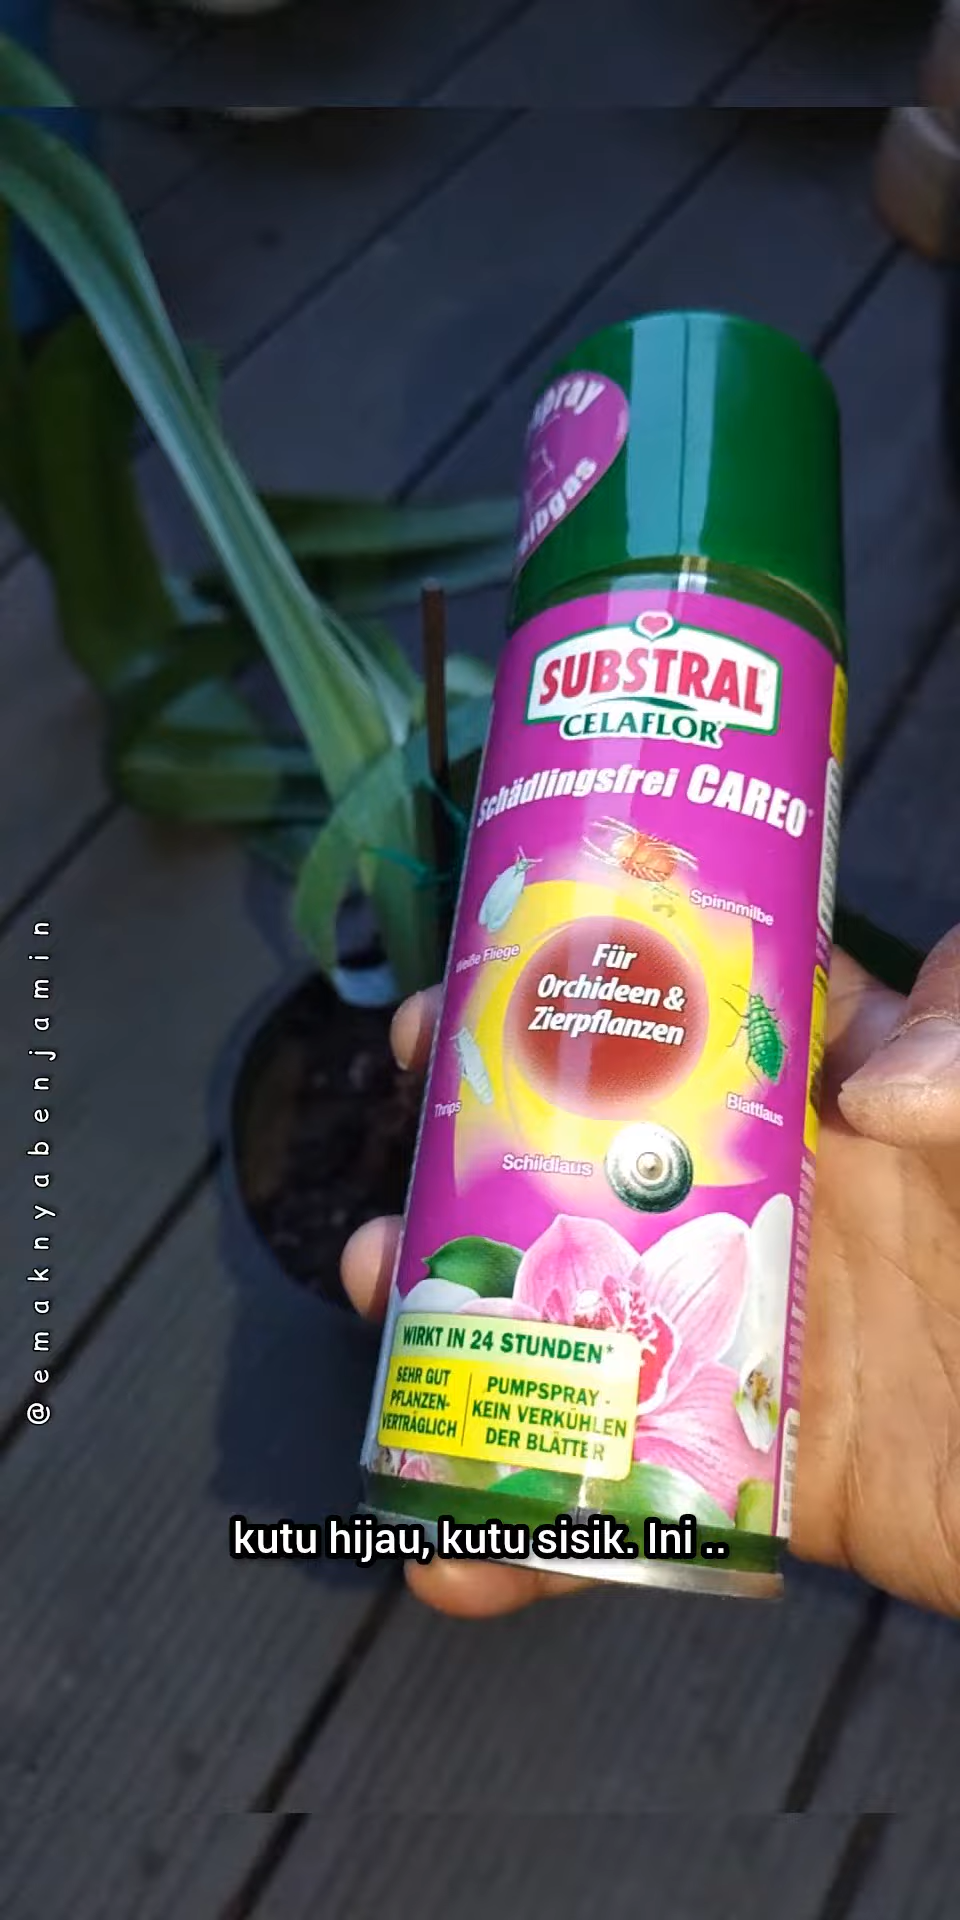 Spray
SUBSTRAL
CELAFLOR
Schädlingsfrei CAREO
Spinnmilbe
Weiße Fliege
Für
Orchideen &
Zierpflanzen
Thrips
Blattlaus
Schildlaus
WIRKT IN 24 STUNDEN*
SEHR GUT
PFLANZEN-
VERTRÄGLICH
PUMPSPRAY -
KEIN VERKÜHLEN
DER BLÄTTER
kutu hijau, kutu sisik. Ini ..
@emaknyabenjamin